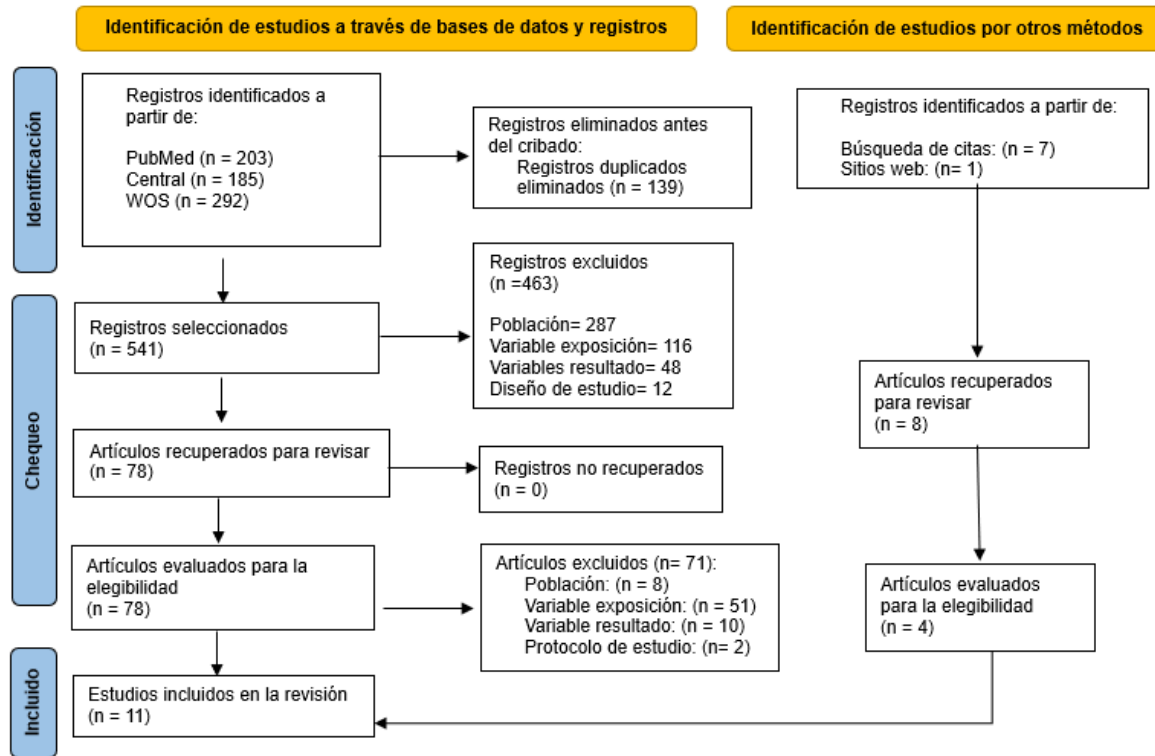 Identificación de estudios a través de bases de datos y registros
Identificación de estudios por otros métodos
Identificación
Registros identificados a
partir de:
PubMed (n = 203)
Central (n = 185)
WOS (n = 292)
Registros eliminados antes
del cribado:
Registros duplicados
eliminados (n = 139)
Registros identificados a partir de:
Búsqueda de citas: (n = 7)
Sitios web: (n= 1)
Chequeo
Registros seleccionados
(n = 541)
Registros excluidos
(n =463)
Población= 287
Variable exposición= 116
Variables resultado= 48
Diseño de estudio= 12
Artículos recuperados para revisar
(n = 78)
Registros no recuperados
(n = 0)
Artículos recuperados
para revisar
(n = 8)
Artículos evaluados para la
elegibilidad
(n = 78)
Artículos excluidos (n= 71):
Población: (n = 8)
Variable exposición: (n = 51)
Variable resultado: (n = 10)
Protocolo de estudio: (n= 2)
Artículos evaluados
para la elegibilidad
(n = 4)
Incluido
Estudios incluidos en la revisión
(n = 11)